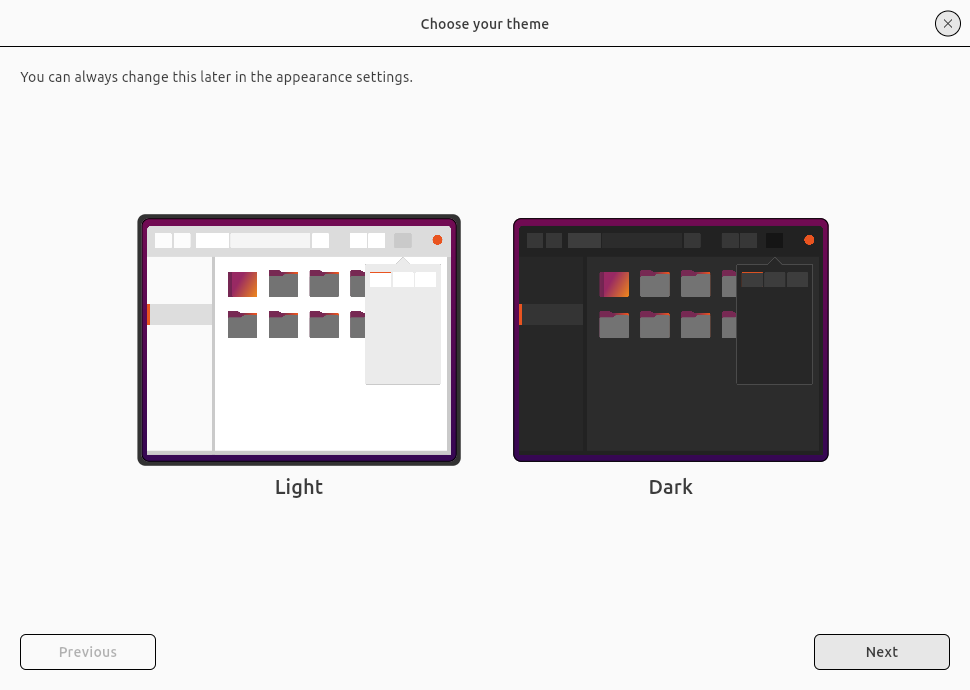 Choose your theme
You can always change this later in the appearance settings.
Light
Dark
Previous
Next